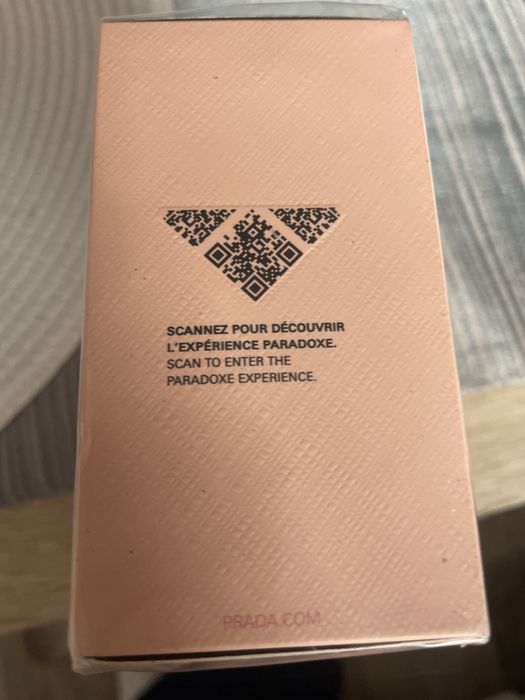 SCANNEZ POUR DÉCOUVRIR
L'EXPÉRIENCE PARADOXE.
SCAN TO ENTER THE
PARADOXE EXPERIENCE.
PRADA.COM